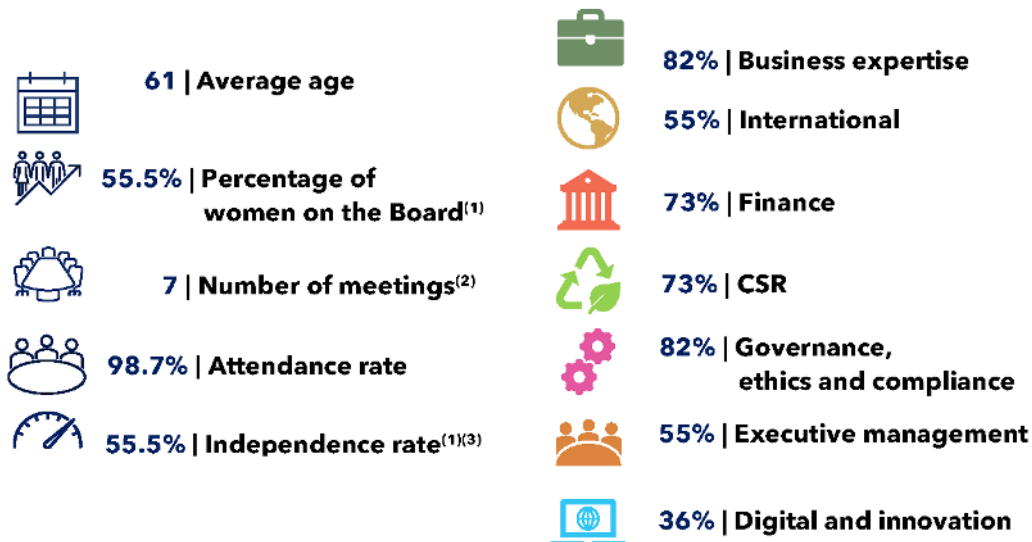 61 | Average age
55.5% | Percentage of
women on the Board(1)
7 | Number of meetings(2)
98.7% | Attendance rate
55.5% | Independence rate(1)(3)
82% | Business expertise
55% | International
73% | Finance
73% | CSR
82% | Governance,
ethics and compliance
55% | Executive management
36% | Digital and innovation